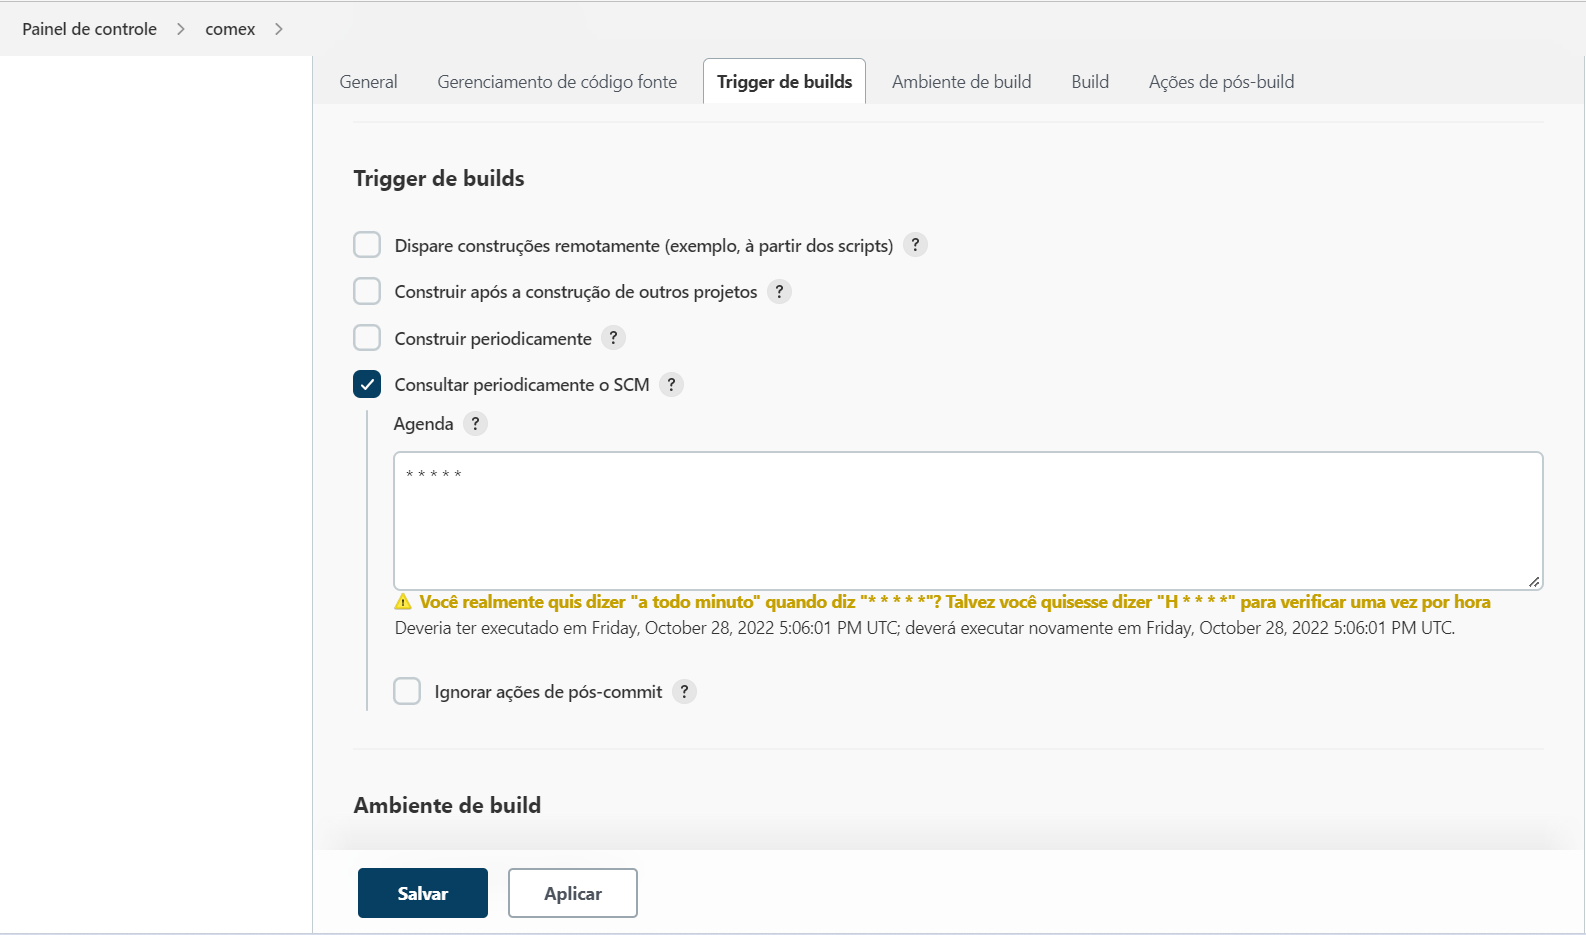 Painel de controle > comex >
General Gerenciamento de código fonte Trigger de builds Ambiente de build Build Ações de pós-build
Trigger de builds
Dispare construções remotamente (exemplo, à partir dos scripts) ?
Construir após a construção de outros projetos ?
Construir periodicamente ?
Consultar periodicamente o SCM ?
Agenda ?
* * * * *
Você realmente quis dizer "a todo minuto" quando diz "* * * * *"? Talvez você quisesse dizer "H * * * *" para verificar uma vez por hora
Deveria ter executado em Friday, October 28, 2022 5:06:01 PM UTC; deverá executar novamente em Friday, October 28, 2022 5:06:01 PM UTC.
Ignorar ações de pós-commit ?
Ambiente de build
Salvar Aplicar